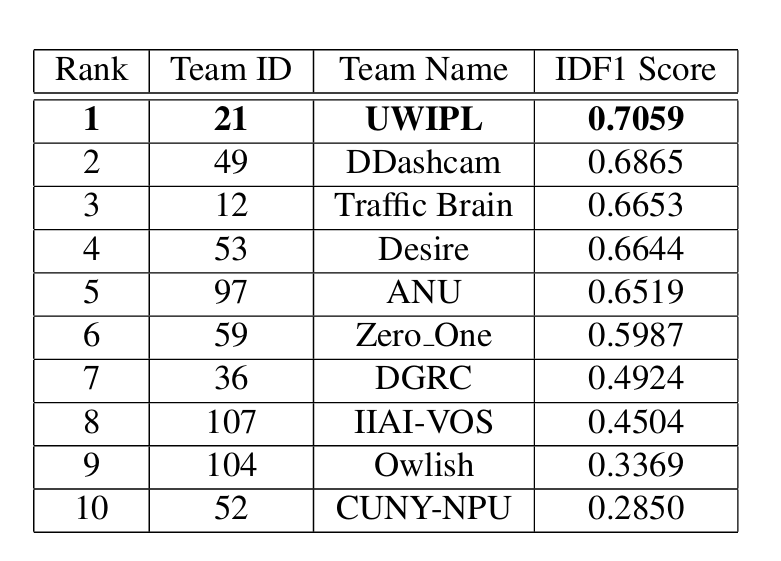 Rank Team ID Team Name IDF1 Score
1 21 UWIPL 0.7059
2 49 DDashcam 0.6865
3 12 Traffic Brain 0.6653
4 53 Desire 0.6644
5 97 ANU 0.6519
6 59 Zero_One 0.5987
7 36 DGRC 0.4924
8 107 IIAI-VOS 0.4504
9 104 Owlish 0.3369
10 52 CUNY-NPU 0.2850